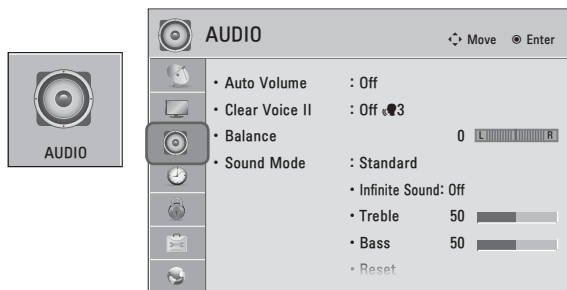 AUDIO
AUDIO
Move Enter
• Auto Volume : Off
• Clear Voice II : Off 3
• Balance 0 L R
• Sound Mode : Standard
• Infinite Sound: Off
• Treble 50
• Bass 50
• Reset